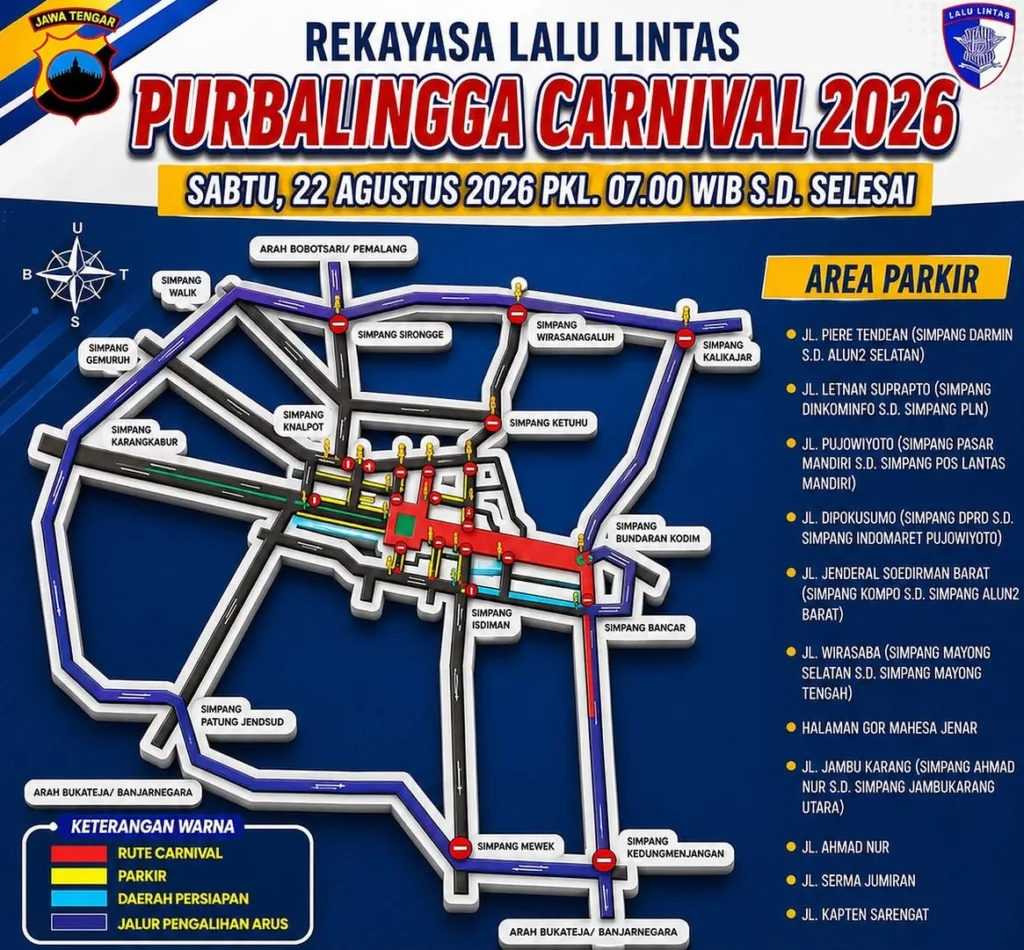 JAWA TENGAH
LALU LINTAS
REKAYASA LALU LINTAS
PURBALINGGA CARNIVAL 2026
SABTU, 22 AGUSTUS 2026 PKL. 07.00 WIB S.D. SELESAI
U
B
T
S
ARAH BOBOTSARI/ PEMALANG
SIMPANG
WALIK
SIMPANG SIRONGGE
SIMPANG
WIRASANAGALUH
SIMPANG
KALIKAJAR
SIMPANG
GEMURUH
SIMPANG
KNALPOT
SIMPANG KETUHU
SIMPANG
KARANGKABUR
SIMPANG
BUNDARAN KODIM
SIMPANG
ISDIMAN
SIMPANG BANCAR
SIMPANG
PATUNG JENDSUD
ARAH BUKATEJA/ BANJARNEGARA
SIMPANG MEWEK
SIMPANG
KEDUNGMENJANGAN
ARAH BUKATEJA/ BANJARNEGARA
KETERANGAN WARNA
RUTE CARNIVAL
PARKIR
DAERAH PERSIAPAN
JALUR PENGALIHAN ARUS
AREA PARKIR
JL. PIERE TENDEAN (SIMPANG DARMIN
S.D. ALUN2 SELATAN)
JL. LETNAN SUPRAPTO (SIMPANG
DINKOMINFO S.D. SIMPANG PLN)
JL. PUJOWIYOTO (SIMPANG PASAR
MANDIRI S.D. SIMPANG POS LANTAS
MANDIRI)
JL. DIPOKUSUMO (SIMPANG DPRD S.D.
SIMPANG INDOMARET PUJOWIYOTO)
JL. JENDERAL SOEDIRMAN BARAT
(SIMPANG KOMPO S.D. SIMPANG ALUN2
BARAT)
JL. WIRASABA (SIMPANG MAYONG
SELATAN S.D. SIMPANG MAYONG
TENGAH)
HALAMAN GOR MAHESA JENAR
JL. JAMBU KARANG (SIMPANG AHMAD
NUR S.D. SIMPANG JAMBUKARANG
UTARA)
JL. AHMAD NUR
JL. SERMA JUMIRAN
JL. KAPTEN SARENGAT